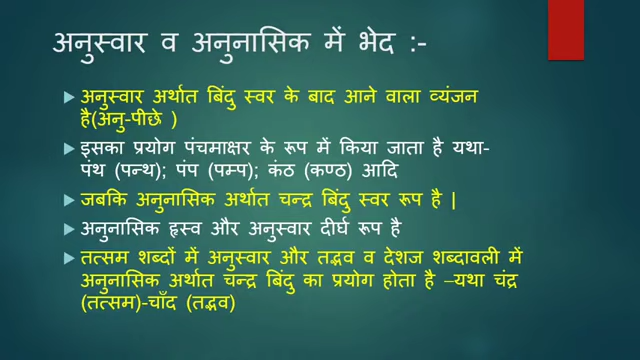 अनुस्वार व अनुनासिक में भेद :-
अनुस्वार अर्थात बिंदु स्वर के बाद आने वाला व्यंजन
है(अनु-पीछे )
इसका प्रयोग पंचमाक्षर के रूप में किया जाता है यथा-
पंथ (पन्थ); पंप (पम्प); कंठ (कण्ठ) आदि
जबकि अनुनासिक अर्थात चन्द्र बिंदु स्वर रूप है |
अनुनासिक हृस्व और अनुस्वार दीर्घ रूप है
तत्सम शब्दों में अनुस्वार और तद्भव व देशज शब्दावली में
अनुनासिक अर्थात चन्द्र बिंदु का प्रयोग होता है –यथा चंद्र
(तत्सम)-चाँद (तद्भव)